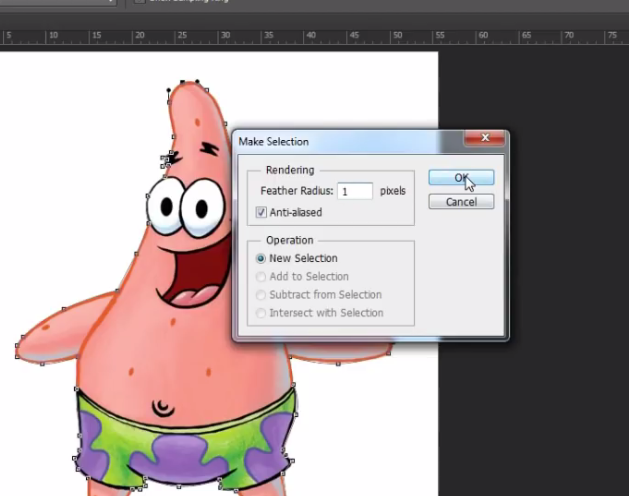 5 10 15 20 25 30 35 40 45 50 55 60 65 70 75
Make Selection
Rendering
Feather Radius: 1 pixels
Anti-aliased
OK
Cancel
Operation
New Selection
Add to Selection
Subtract from Selection
Intersect with Selection